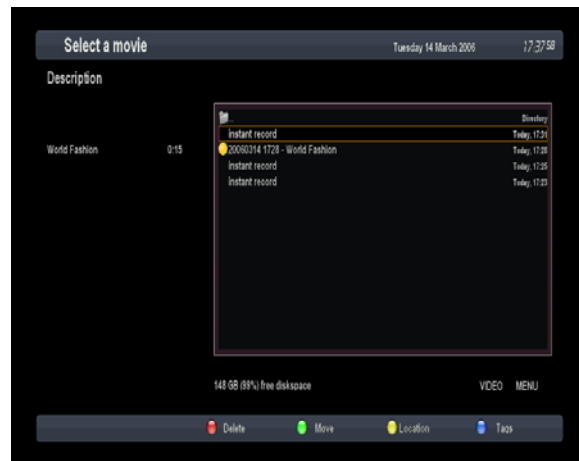 Select a movie Tuesday 14 March 2006 17:37 58
Description
.. Directory
instant record Today, 17:31
World Fashion 0:15 20060314 1728 - World Fashion Today, 17:28
instant record Today, 17:25
instant record Today, 17:23
148 GB (99%) free diskspace VIDEO MENU
Delete Move Location Tags